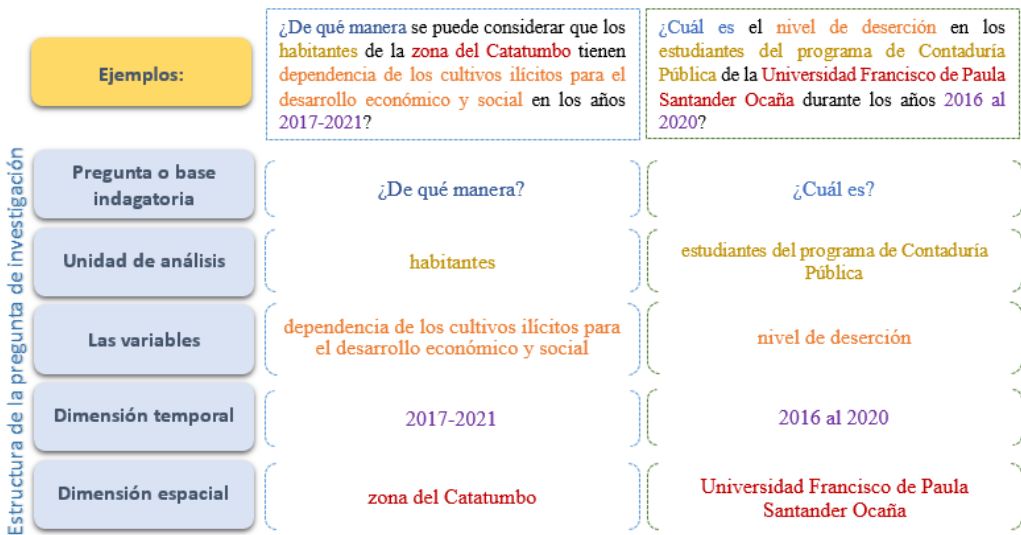 Ejemplos:
¿De qué manera se puede considerar que los
habitantes de la zona del Catatumbo tienen
dependencia de los cultivos ilícitos para el
desarrollo económico y social en los años
2017-2021?
¿Cuál es el nivel de deserción en los
estudiantes del programa de Contaduría
Pública de la Universidad Francisco de Paula
Santander Ocaña durante los años 2016 al
2020?
Estructura de la pregunta de investigación
Pregunta o base
indagatoria
¿De qué manera?
¿Cuál es?
Unidad de análisis
habitantes
estudiantes del programa de Contaduría
Pública
Las variables
dependencia de los cultivos ilícitos para
el desarrollo económico y social
nivel de deserción
Dimensión temporal
2017-2021
2016 al 2020
Dimensión espacial
zona del Catatumbo
Universidad Francisco de Paula
Santander Ocaña